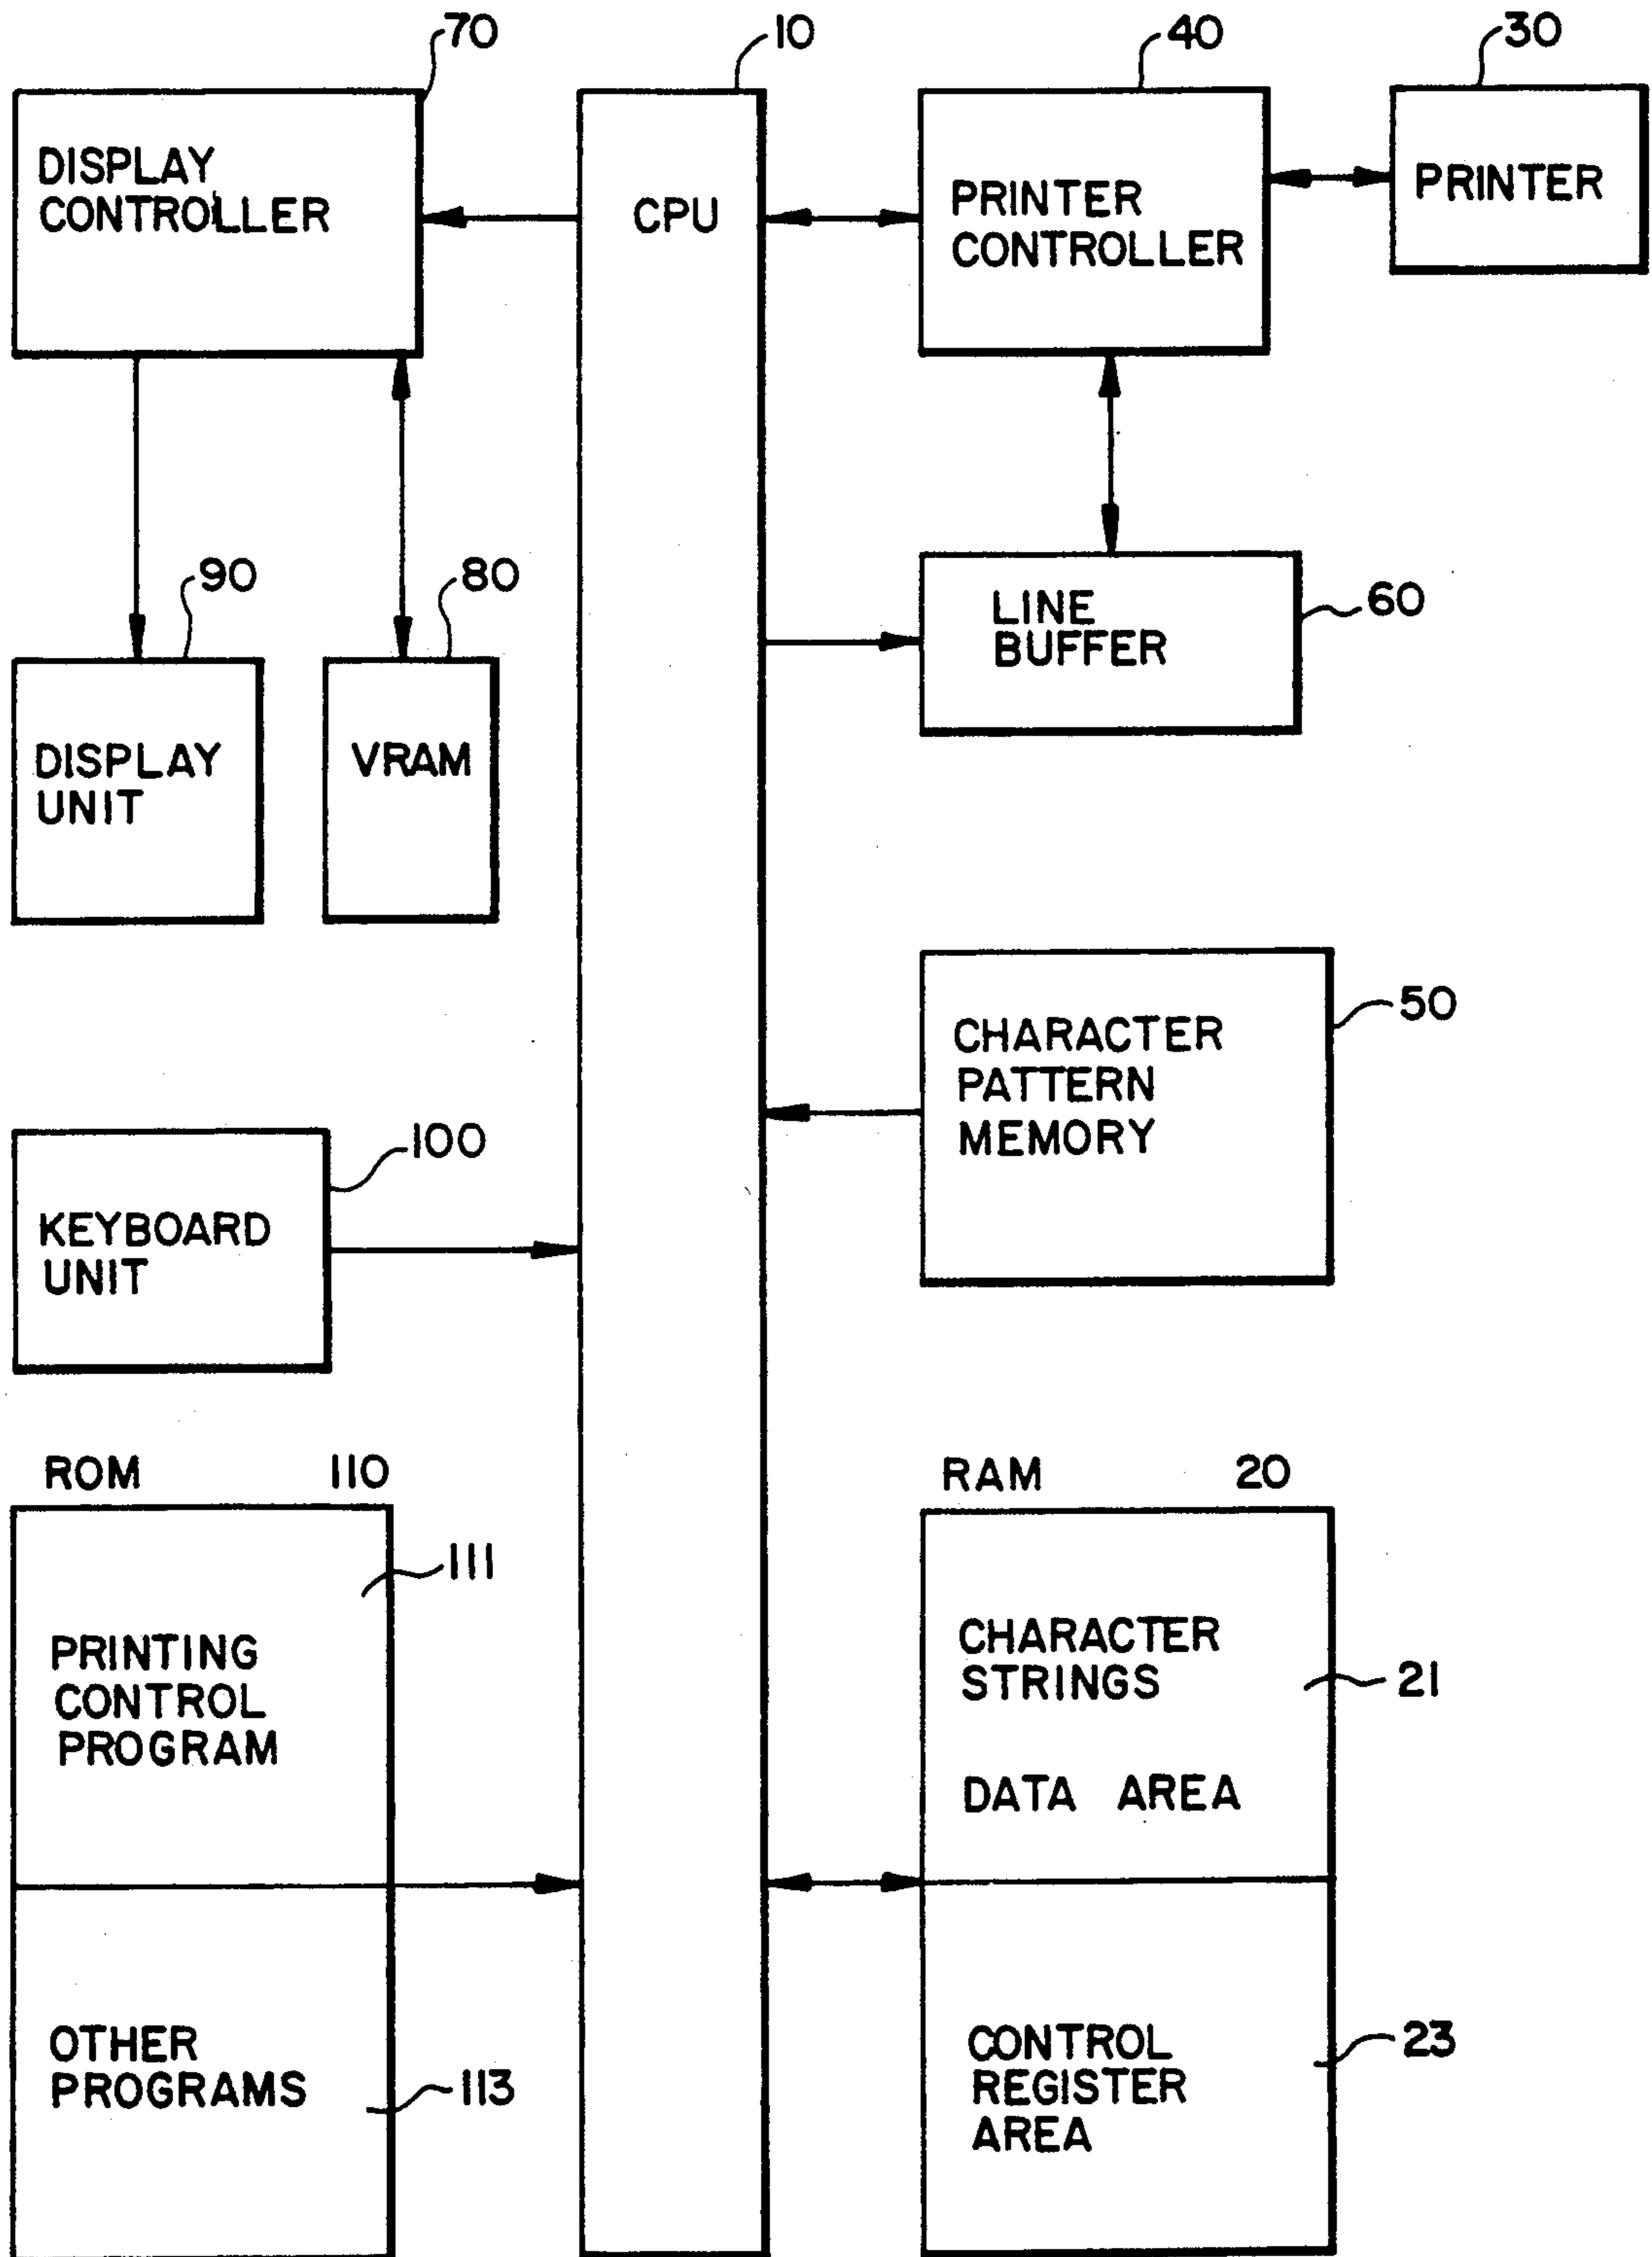 70
10
40
30
DISPLAY
CONTROLLER
CPU
PRINTER
CONTROLLER
PRINTER
90
80
60
LINE
BUFFER
DISPLAY
UNIT
VRAM
50
CHARACTER
PATTERN
MEMORY
100
KEYBOARD
UNIT
ROM 110
RAM 20
111
PRINTING
CONTROL
PROGRAM
CHARACTER
STRINGS
21
DATA AREA
OTHER
PROGRAMS
113
CONTROL
REGISTER
AREA
23